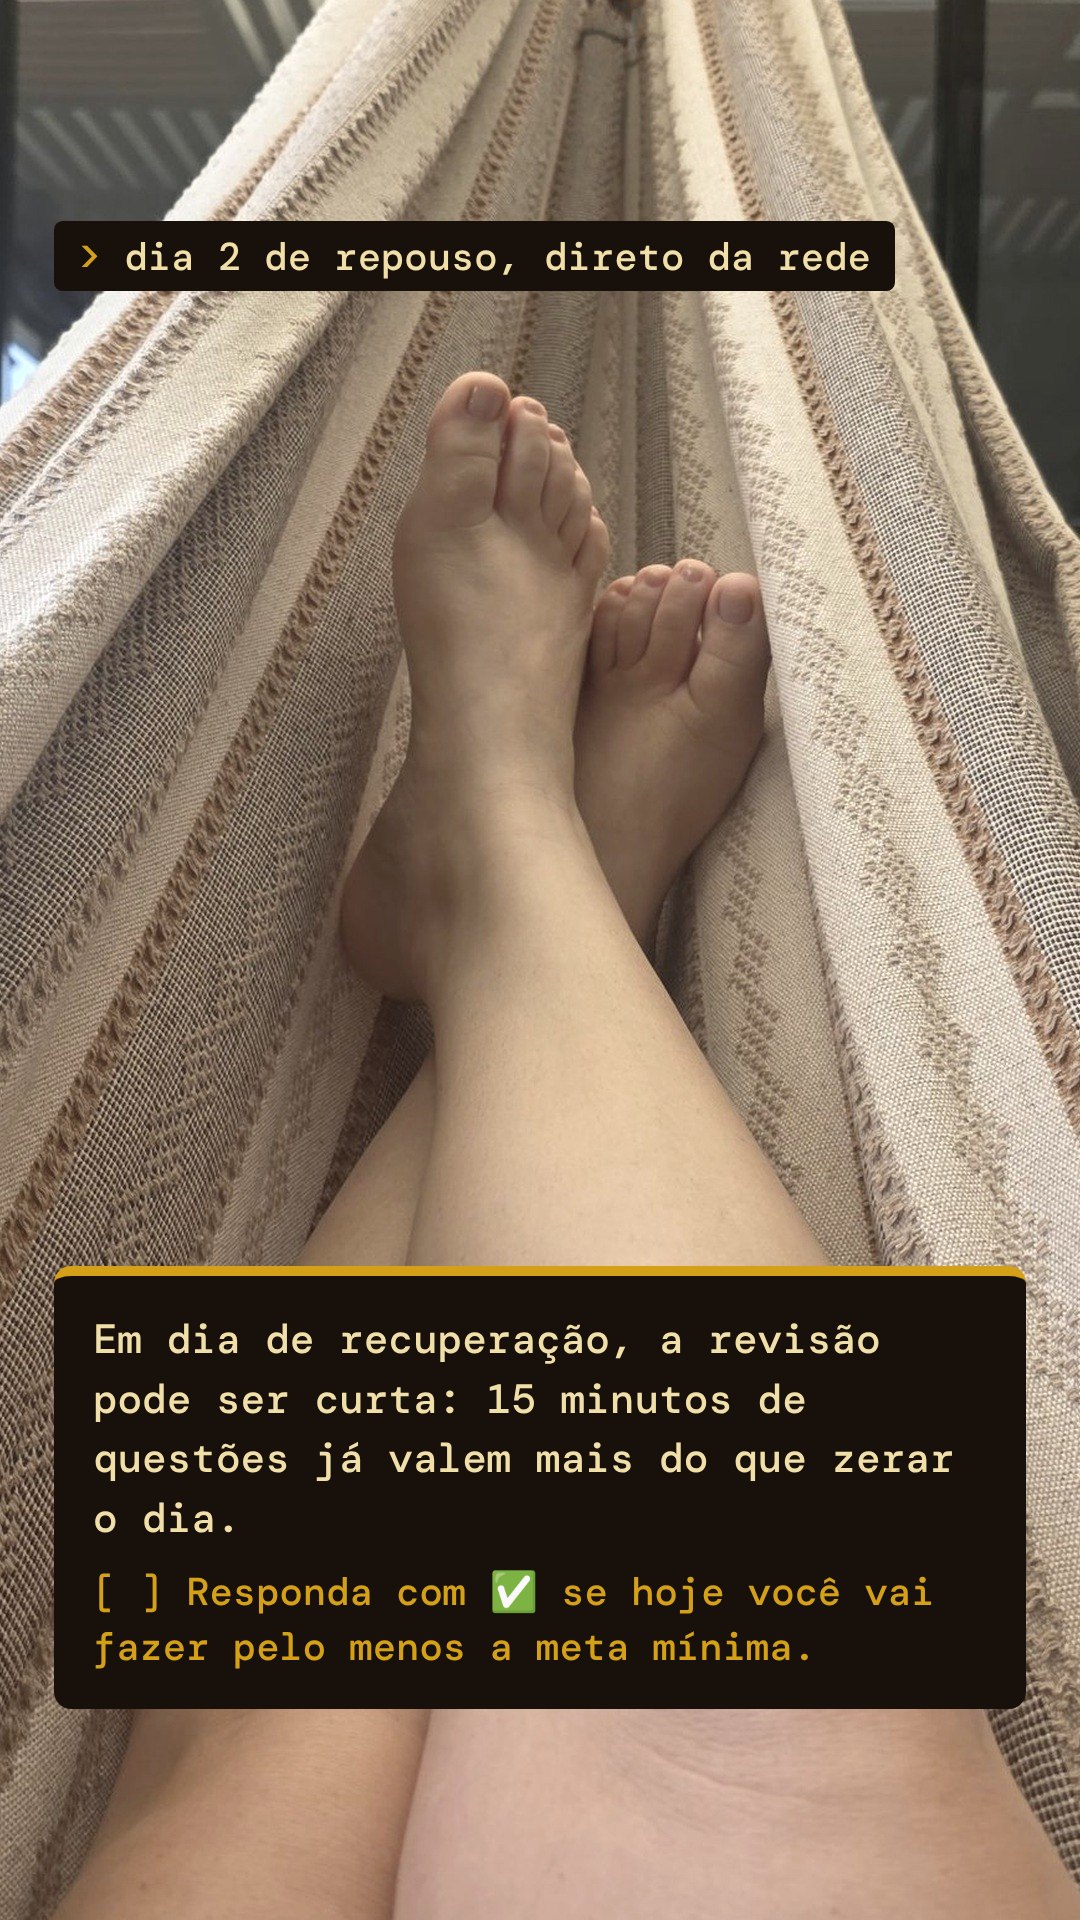 > dia 2 de repouso, direto da rede
Em dia de recuperação, a revisão
pode ser curta: 15 minutos de
questões já valem mais do que zerar
o dia.
[ ] Responda com ✅ se hoje você vai
fazer pelo menos a meta mínima.